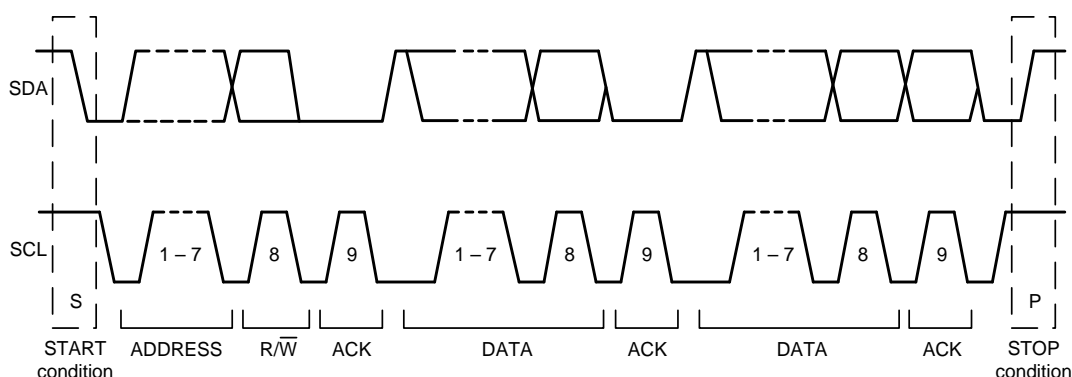 SDA
SCL
1 – 7 8 9 1 – 7 8 9 1 – 7 8 9
S P
START condition ADDRESS R/W̅ ACK DATA ACK DATA ACK STOP condition